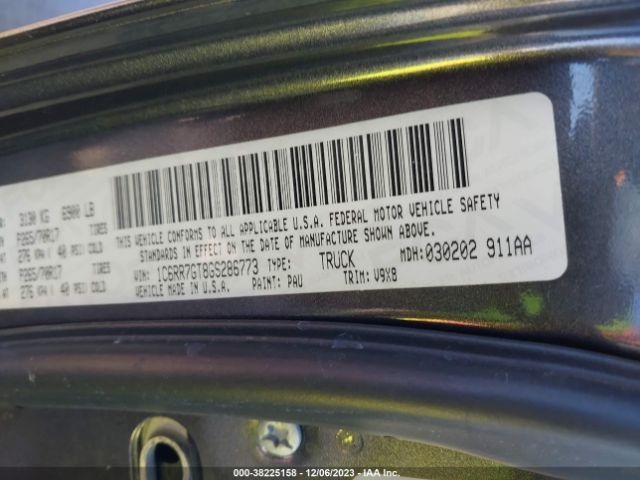 R: 3130 KG 6900 LB
P265/70R17 TIRES
276 KPA ( 40 PSI) COLD
P265/70R17 TIRES
AT 276 KPA ( 40 PSI) COLD
THIS VEHICLE CONFORMS TO ALL APPLICABLE U.S.A. FEDERAL MOTOR VEHICLE SAFETY
STANDARDS IN EFFECT ON THE DATE OF MANUFACTURE SHOWN ABOVE.
1C6RR7GT8GS286773 TYPE: TRUCK MDH:030202 911AA
VEHICLE MADE IN U.S.A. PAINT: PAU TRIM: V9X8
000-38225158 - 12/06/2023 - IAA Inc.